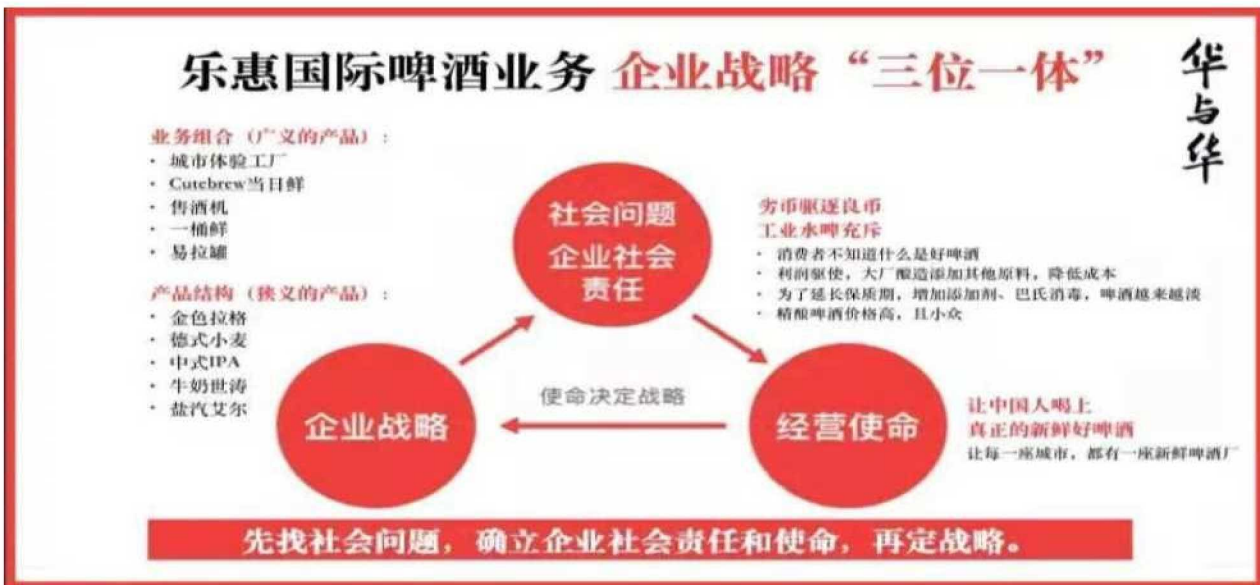 乐惠国际啤酒业务 企业战略“三位一体”
华与华
业务组合（广义的产品）：
· 城市体验工厂
· Cutebrew当日鲜
· 售酒机
· 一桶鲜
· 易拉罐
产品结构（狭义的产品）：
· 金色拉格
· 德式小麦
· 中式IPA
· 牛奶世涛
· 盐汽艾尔
社会问题
企业社会
责任
劣币驱逐良币
工业水啤充斥
· 消费者不知道什么是好啤酒
· 利润驱使，大厂酿造添加其他原料，降低成本
· 为了延长保质期，增加添加剂、巴氏消毒，啤酒越来越淡
· 精酿啤酒价格高，且小众
企业战略
使命决定战略
经营使命
让中国人喝上
真正的新鲜好啤酒
让每一座城市，都有一座新鲜啤酒厂
先找社会问题，确立企业社会责任和使命，再定战略。